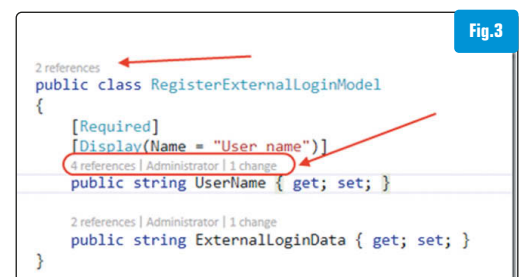 Fig.3
2 references
public class RegisterExternalLoginModel
{
[Required]
[Display(Name = "User name")]
4 references | Administrator | 1 change
public string UserName { get; set; }
2 references | Administrator | 1 change
public string ExternalLoginData { get; set; }
}